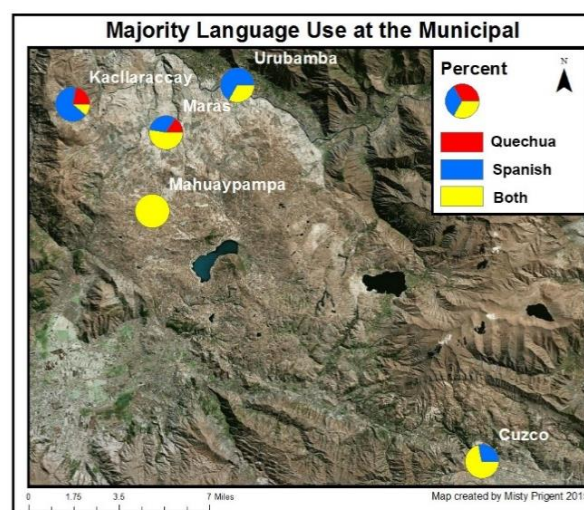 Majority Language Use at the Municipal
Urubamba
Kacllaraccay
Maras
Mahuaypampa
Cuzco
Percent
N
Quechua
Spanish
Both
0 1.75 3.5 7 Miles
Map created by Misty Prigent 2015